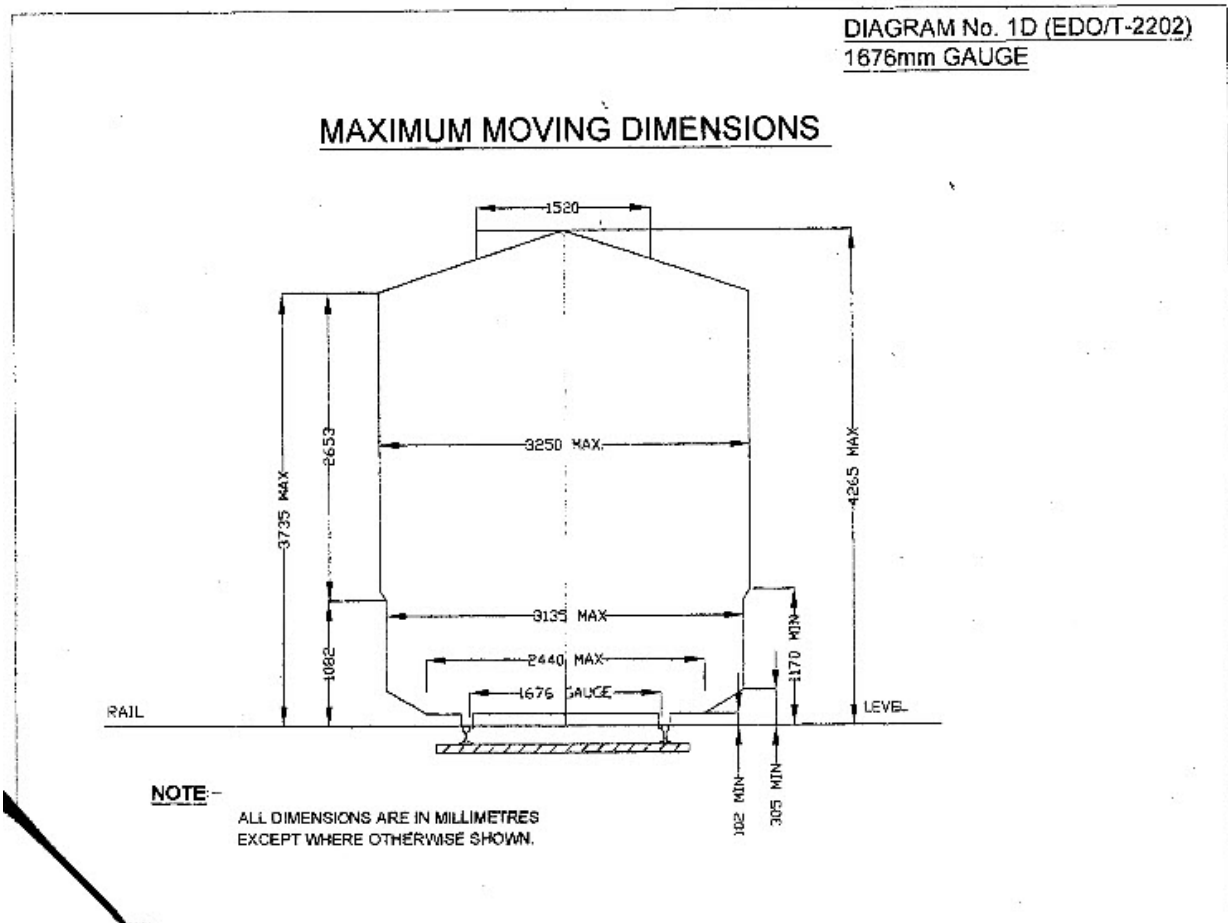 DIAGRAM No. 1D (EDO/T-2202)
1676mm GAUGE
MAXIMUM MOVING DIMENSIONS
1520
2653
3735 MAX
3250 MAX.
4265 MAX
1082
3135 MAX
1170 MIN
2440 MAX
1676 GAUGE
RAIL
LEVEL
102 MIN
305 MIN
NOTE:-
ALL DIMENSIONS ARE IN MILLIMETRES
EXCEPT WHERE OTHERWISE SHOWN.